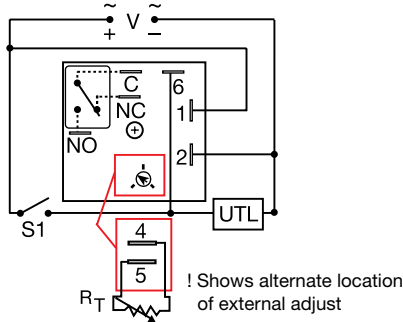 ~ V ~
+ −
C 6
NC 1
⊕
NO 2
S1 UTL
4
5
RT
! Shows alternate location
of external adjust